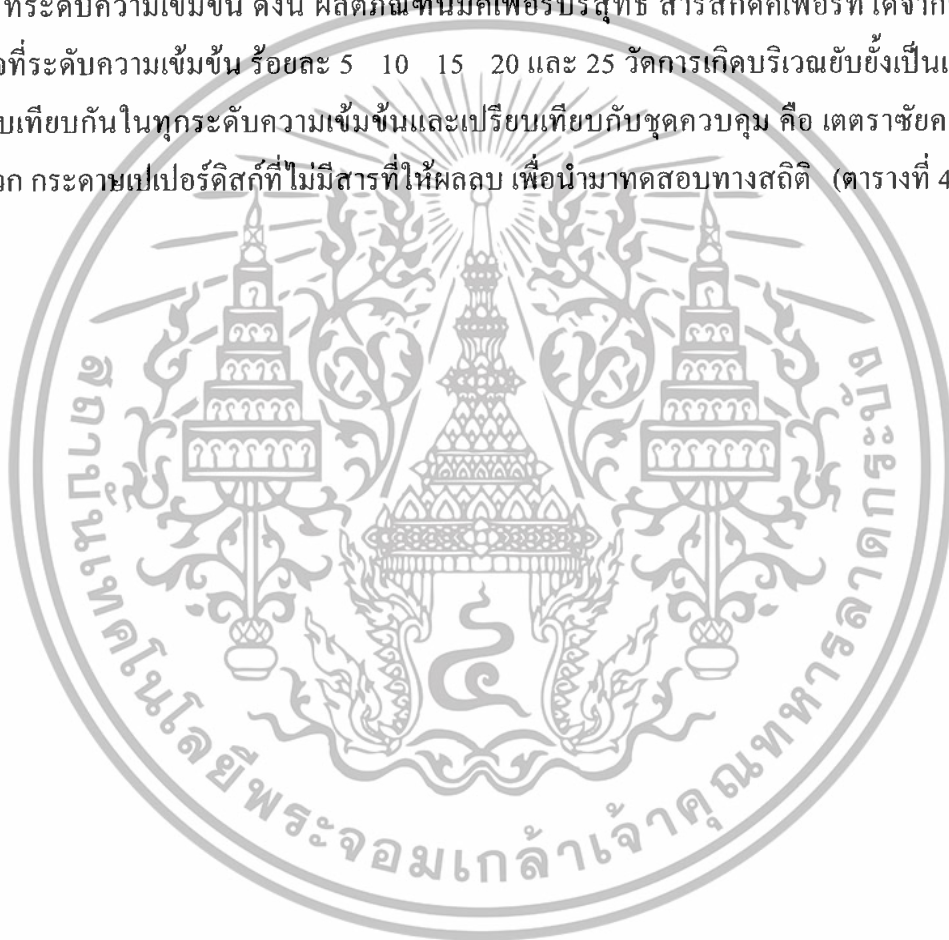 ที่ระดับความเข้มข้น ดังนี้ ผลิตภัณฑ์นมคีเฟอร์บริสุทธิ์ สารสกัดคีเฟอร์ที่ได้จาก
ที่ระดับความเข้มข้น ร้อยละ 5 10 15 20 และ 25 วัดการเกิดบริเวณยับยั้งเป็น
บเทียบกันในทุกระดับความเข้มข้นและเปรียบเทียบกับชุดควบคุม คือ เตตราซัยค
วก กระดาษเปเปอร์ดิสก์ที่ไม่มีสารที่ให้ผลลบ เพื่อนำมาทดสอบทางสถิติ (ตารางที่ 4
สถาบันเทคโนโลยีพระจอมเกล้าเจ้าคุณทหารลาดกระบัง